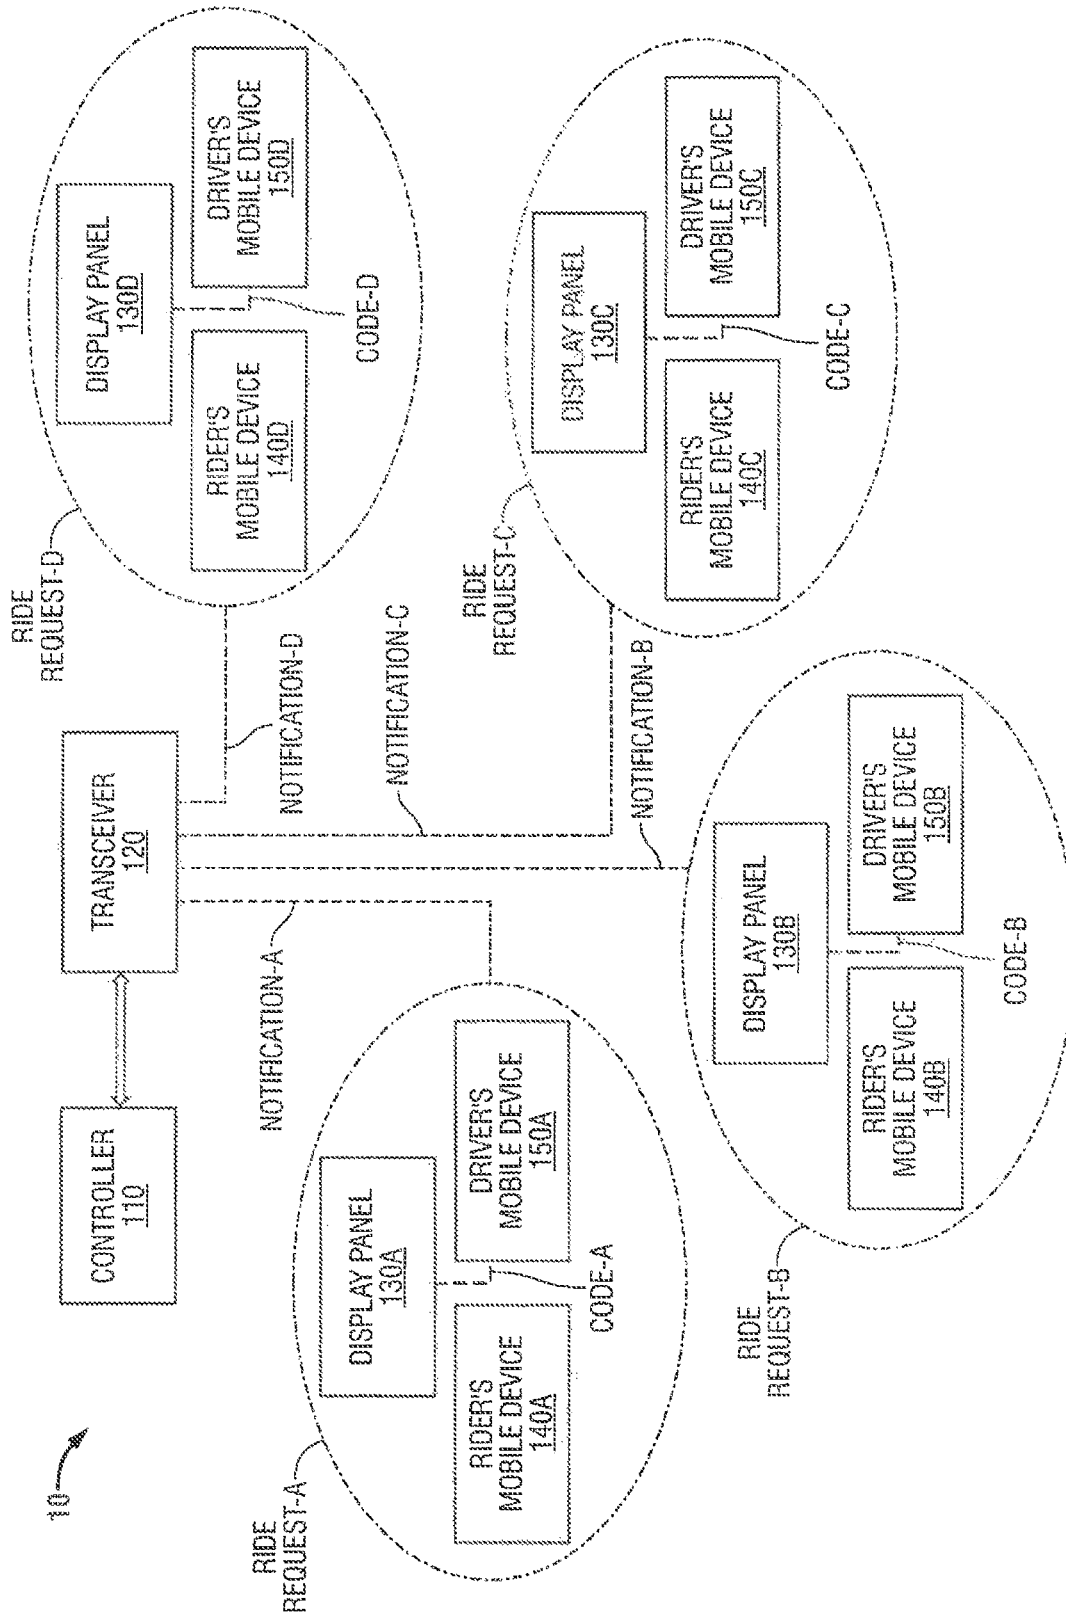 10
CONTROLLER
110
TRANSCEIVER
120
NOTIFICATION-A
NOTIFICATION-D
NOTIFICATION-C
NOTIFICATION-B
RIDE
REQUEST-A
DISPLAY PANEL
130A
RIDER'S
MOBILE DEVICE
140A
DRIVER'S
MOBILE DEVICE
150A
CODE-A
RIDE
REQUEST-B
DISPLAY PANEL
130B
RIDER'S
MOBILE DEVICE
140B
DRIVER'S
MOBILE DEVICE
150B
CODE-B
RIDE
REQUEST-C
DISPLAY PANEL
130C
RIDER'S
MOBILE DEVICE
140C
DRIVER'S
MOBILE DEVICE
150C
CODE-C
RIDE
REQUEST-D
DISPLAY PANEL
130D
RIDER'S
MOBILE DEVICE
140D
DRIVER'S
MOBILE DEVICE
150D
CODE-D